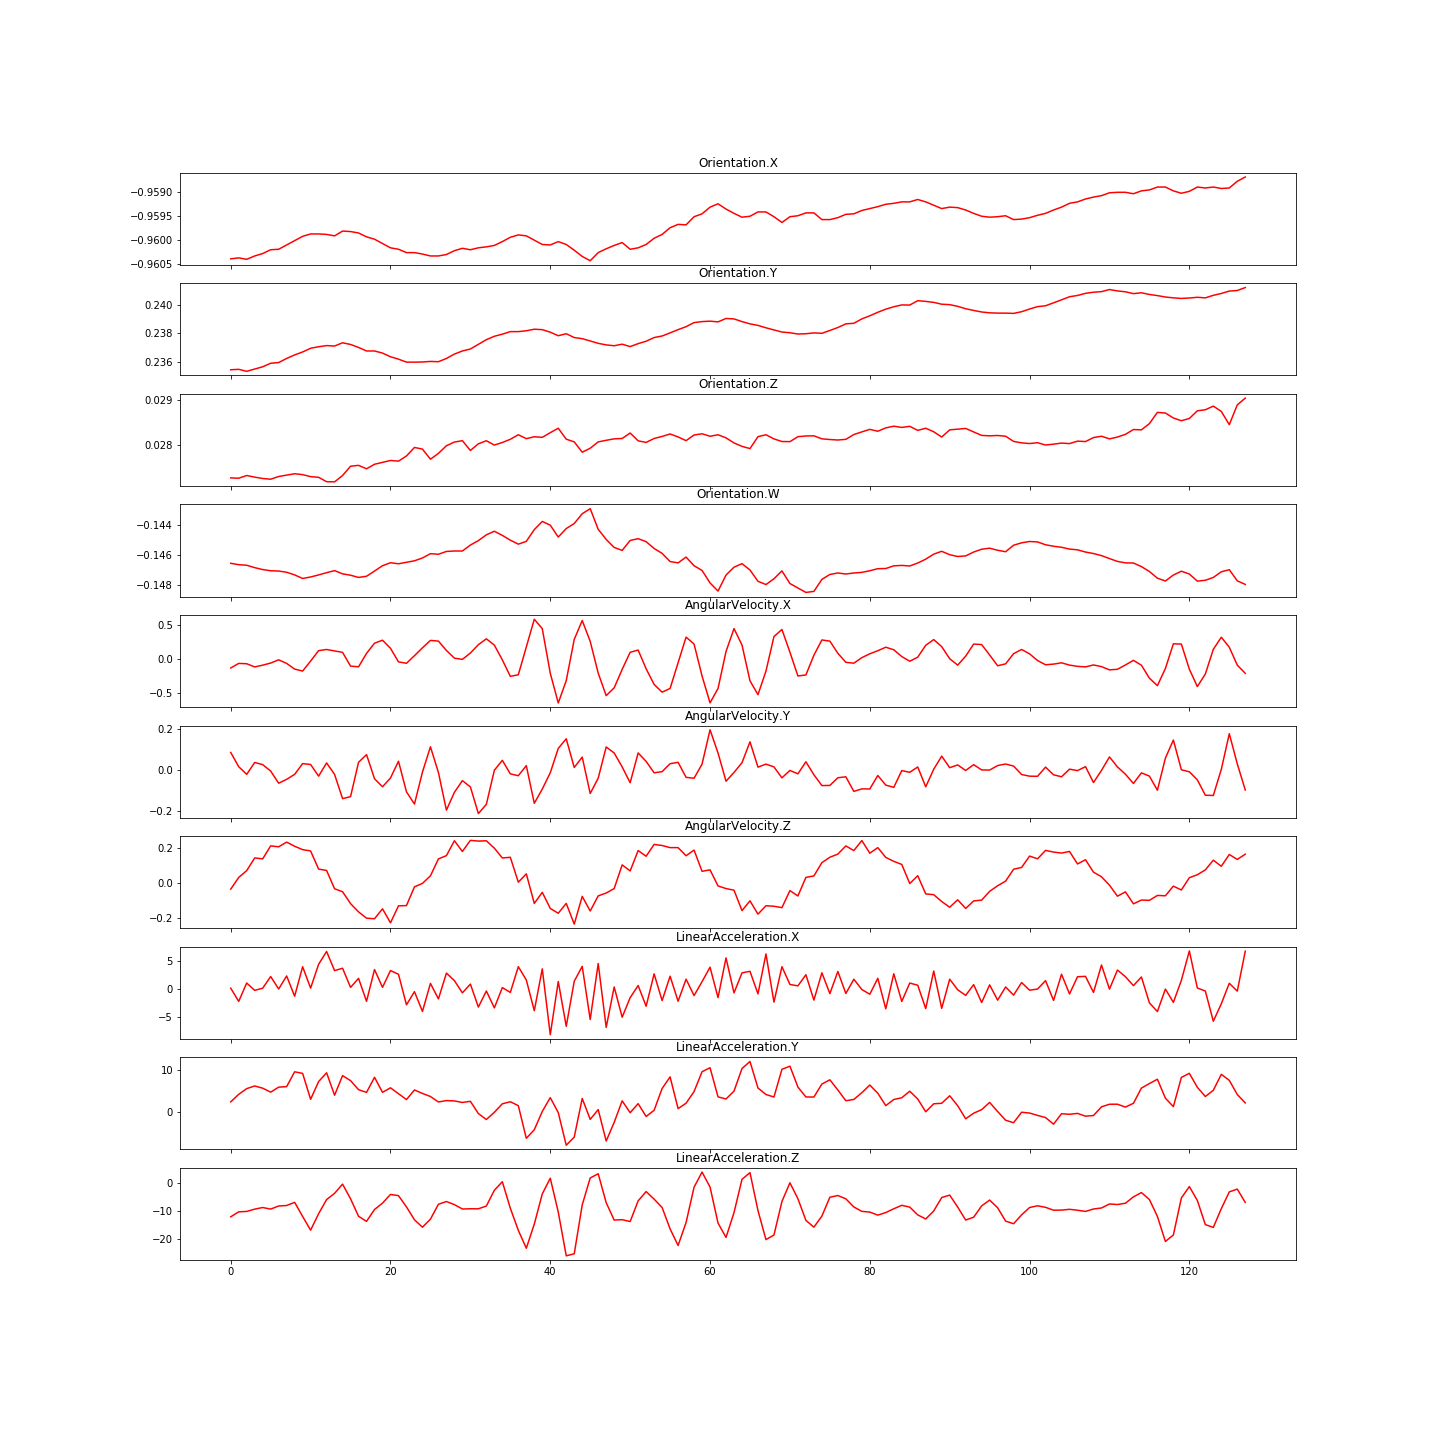 Orientation.X
−0.9590
−0.9595
−0.9600
−0.9605
Orientation.Y
0.240
0.238
0.236
Orientation.Z
0.029
0.028
Orientation.W
−0.144
−0.146
−0.148
AngularVelocity.X
0.5
0.0
−0.5
AngularVelocity.Y
0.2
0.0
−0.2
AngularVelocity.Z
0.2
0.0
−0.2
LinearAcceleration.X
5
0
−5
LinearAcceleration.Y
10
0
LinearAcceleration.Z
0
−10
−20
0 20 40 60 80 100 120